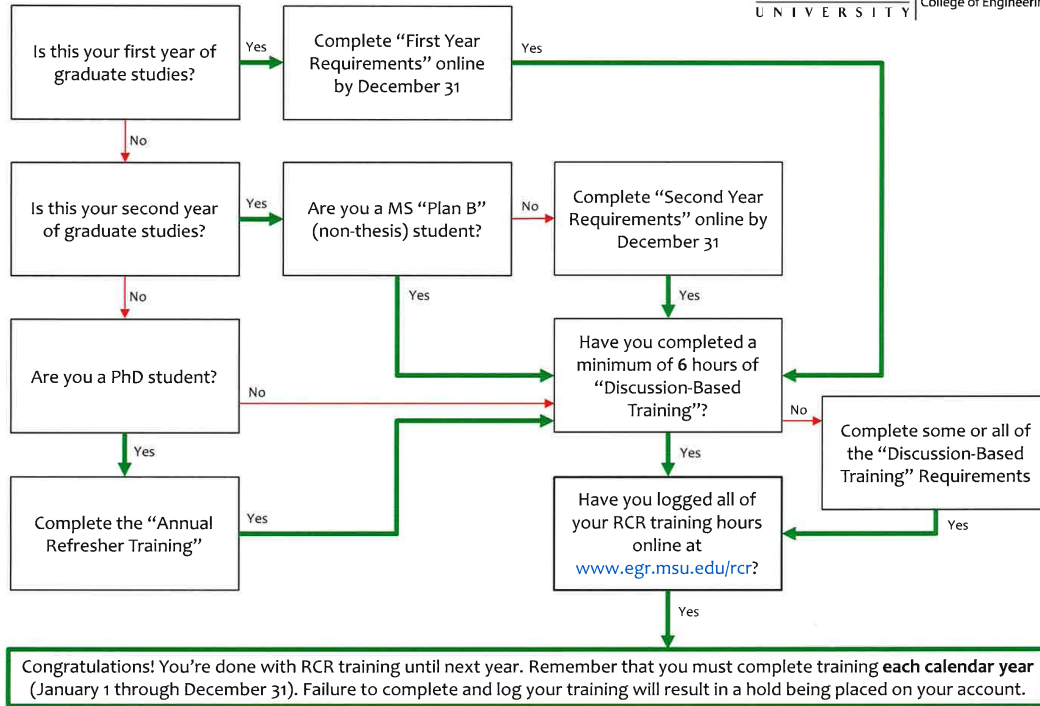 UNIVERSITY
College of Engineering
Is this your first year of
graduate studies?
Yes
Complete “First Year
Requirements” online
by December 31
Yes
No
Is this your second year
of graduate studies?
Yes
Are you a MS “Plan B”
(non-thesis) student?
No
Complete “Second Year
Requirements” online by
December 31
No
Yes
Yes
Are you a PhD student?
No
Have you completed a
minimum of 6 hours of
“Discussion-Based
Training”?
No
Complete some or all of
the “Discussion-Based
Training” Requirements
Yes
Yes
Complete the “Annual
Refresher Training”
Yes
Have you logged all of
your RCR training hours
online at
www.egr.msu.edu/rcr?
Yes
Yes
Congratulations! You’re done with RCR training until next year. Remember that you must complete training each calendar year
(January 1 through December 31). Failure to complete and log your training will result in a hold being placed on your account.